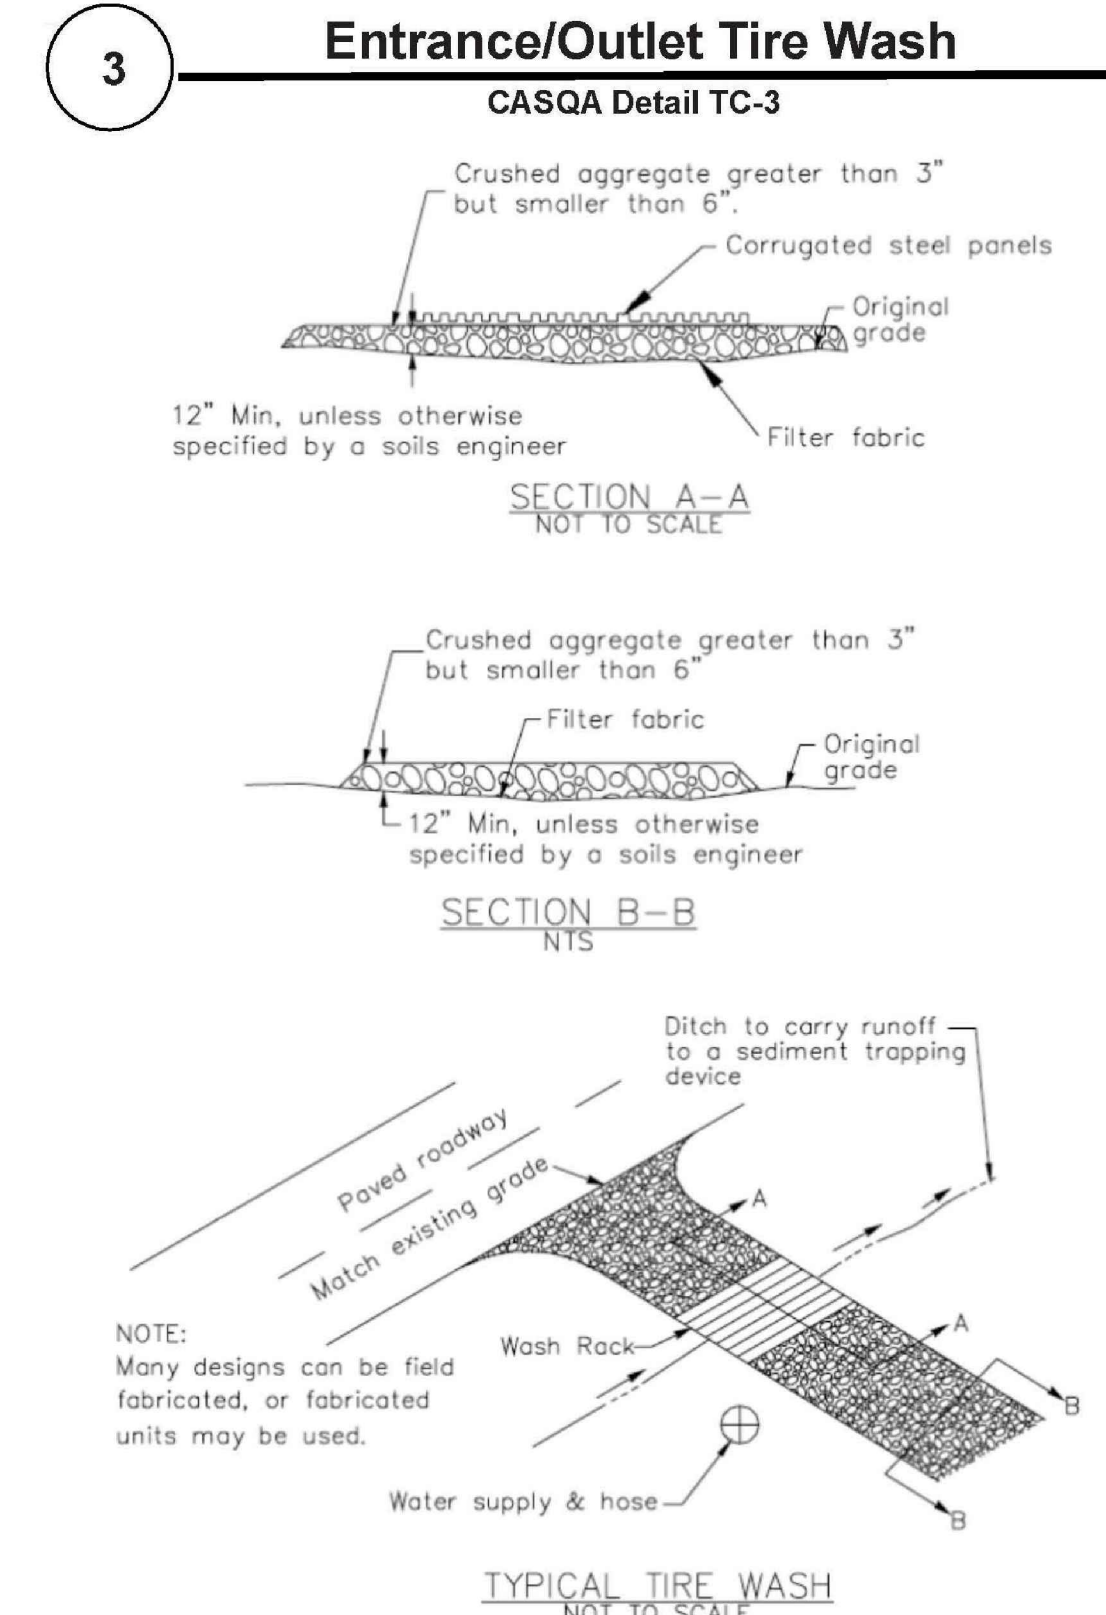 3
Entrance/Outlet Tire Wash
CASQA Detail TC-3
Crushed aggregate greater than 3"
but smaller than 6".
Corrugated steel panels
Original
grade
12" Min, unless otherwise
specified by a soils engineer
Filter fabric
SECTION A-A
NOT TO SCALE
Crushed aggregate greater than 3"
but smaller than 6"
Filter fabric
Original
grade
12" Min, unless otherwise
specified by a soils engineer
SECTION B-B
NTS
Ditch to carry runoff
to a sediment trapping
device
Paved roadway
Match existing grade
A
NOTE:
Many designs can be field
fabricated, or fabricated
units may be used.
Wash Rack
A
B
Water supply & hose
B
TYPICAL TIRE WASH
NOT TO SCALE